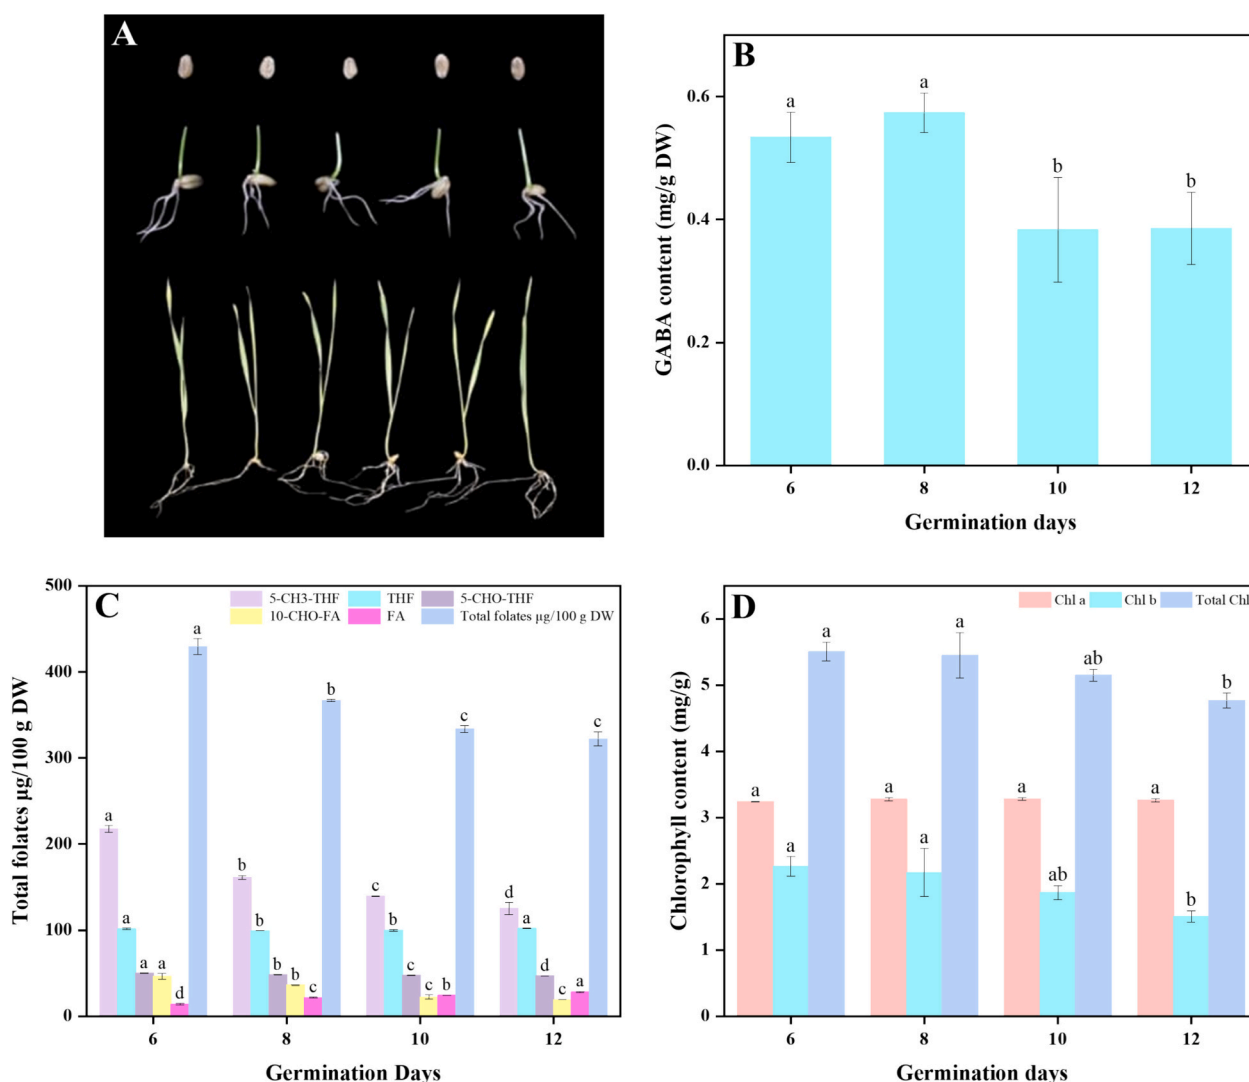 A
B
GABA content (mg/g DW)
0.6
0.4
0.2
0.0
a
a
b
b
6
8
10
12
Germination days
C
Total folates µg/100 g DW
500
400
300
200
100
0
5-CH3-THF THF 5-CHO-THF
10-CHO-FA FA Total folates µg/100 g DW
a a a a d a
b b b b c b
c b c c b c
d a d c a c
6
8
10
12
Germination Days
D
Chlorophyll content (mg/g)
6
5
4
3
2
1
0
Chl a Chl b Total Chl
a a a
a a a
a ab ab
a b b
6
8
10
12
Germination days